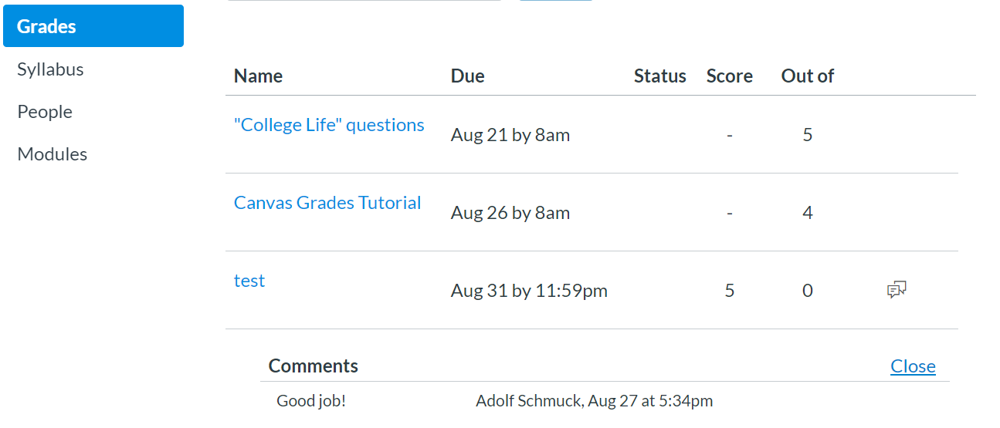 Grades
Syllabus
People
Modules
Name Due Status Score Out of
"College Life" questions Aug 21 by 8am - 5
Canvas Grades Tutorial Aug 26 by 8am - 4
test Aug 31 by 11:59pm 5 0
Comments Close
Good job! Adolf Schmuck, Aug 27 at 5:34pm